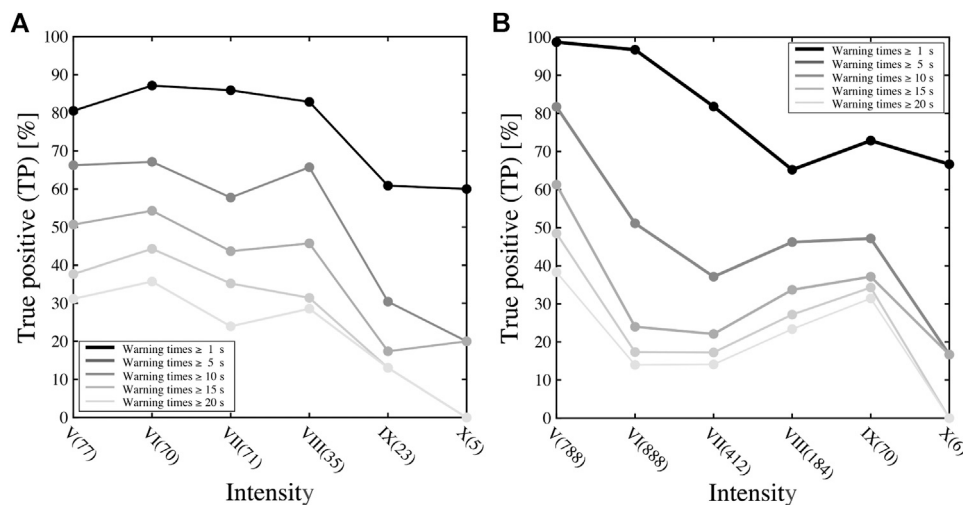 A
True positive (TP) [%]
100
90
80
70
60
50
40
30
20
10
0
Warning times ≥ 1 s
Warning times ≥ 5 s
Warning times ≥ 10 s
Warning times ≥ 15 s
Warning times ≥ 20 s
V(77)
VI(70)
VII(71)
VIII(35)
IX(23)
X(5)
Intensity
B
True positive (TP) [%]
100
90
80
70
60
50
40
30
20
10
0
Warning times ≥ 1 s
Warning times ≥ 5 s
Warning times ≥ 10 s
Warning times ≥ 15 s
Warning times ≥ 20 s
V(788)
VI(888)
VII(412)
VIII(184)
IX(70)
X(6)
Intensity